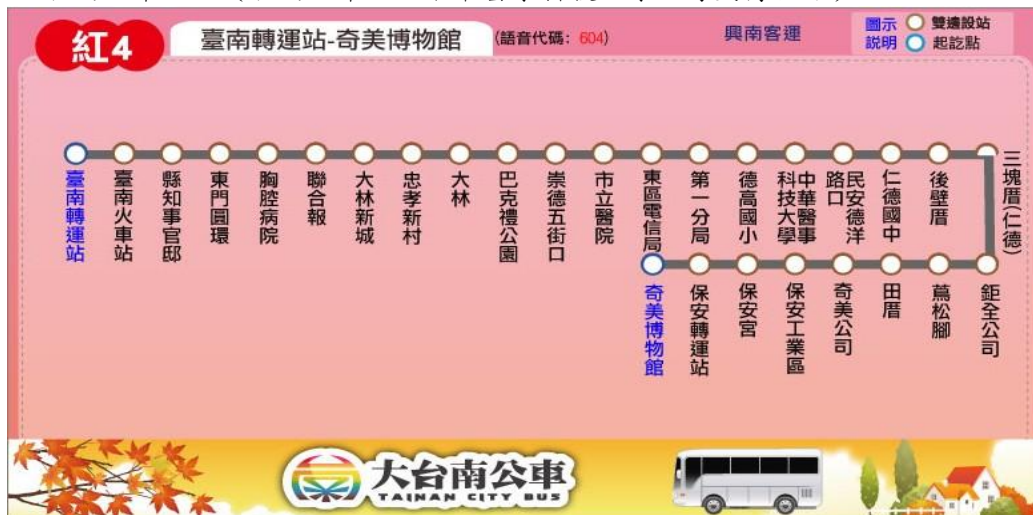 紅4
臺南轉運站-奇美博物館
(語音代碼：604)
興南客運
圖示說明
雙邊設站
起訖點
臺南轉運站
臺南火車站
縣知事官邸
東門圓環
胸腔病院
聯合報
大林新城
忠孝新村
大林
巴克禮公園
崇德五街口
市立醫院
東區電信局
第一分局
德高國小
中華醫事科技大學
民安德洋路口
仁德國中
後壁厝
三塊厝(仁德)
鉅全公司
蔦松腳
田厝
奇美公司
保安工業區
保安宮
保安轉運站
奇美博物館
大台南公車
TAINAN CITY BUS